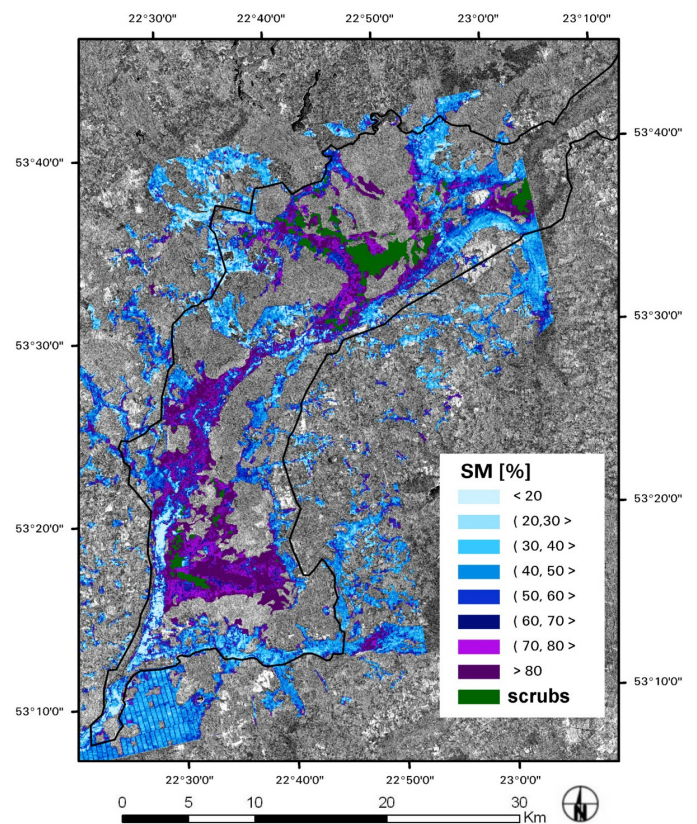 22°30'0" 22°40'0" 22°50'0" 23°0'0" 23°10'0"
53°40'0" 53°40'0"
53°30'0" 53°30'0"
SM [%]
< 20
( 20,30 >
( 30, 40 >
( 40, 50>
( 50, 60>
( 60, 70>
( 70, 80>
> 80
scrubs
53°20'0" 53°20'0"
53°10'0" 53°10'0"
22°30'0" 22°40'0" 22°50'0" 23°0'0"
0 5 10 20 30
Km